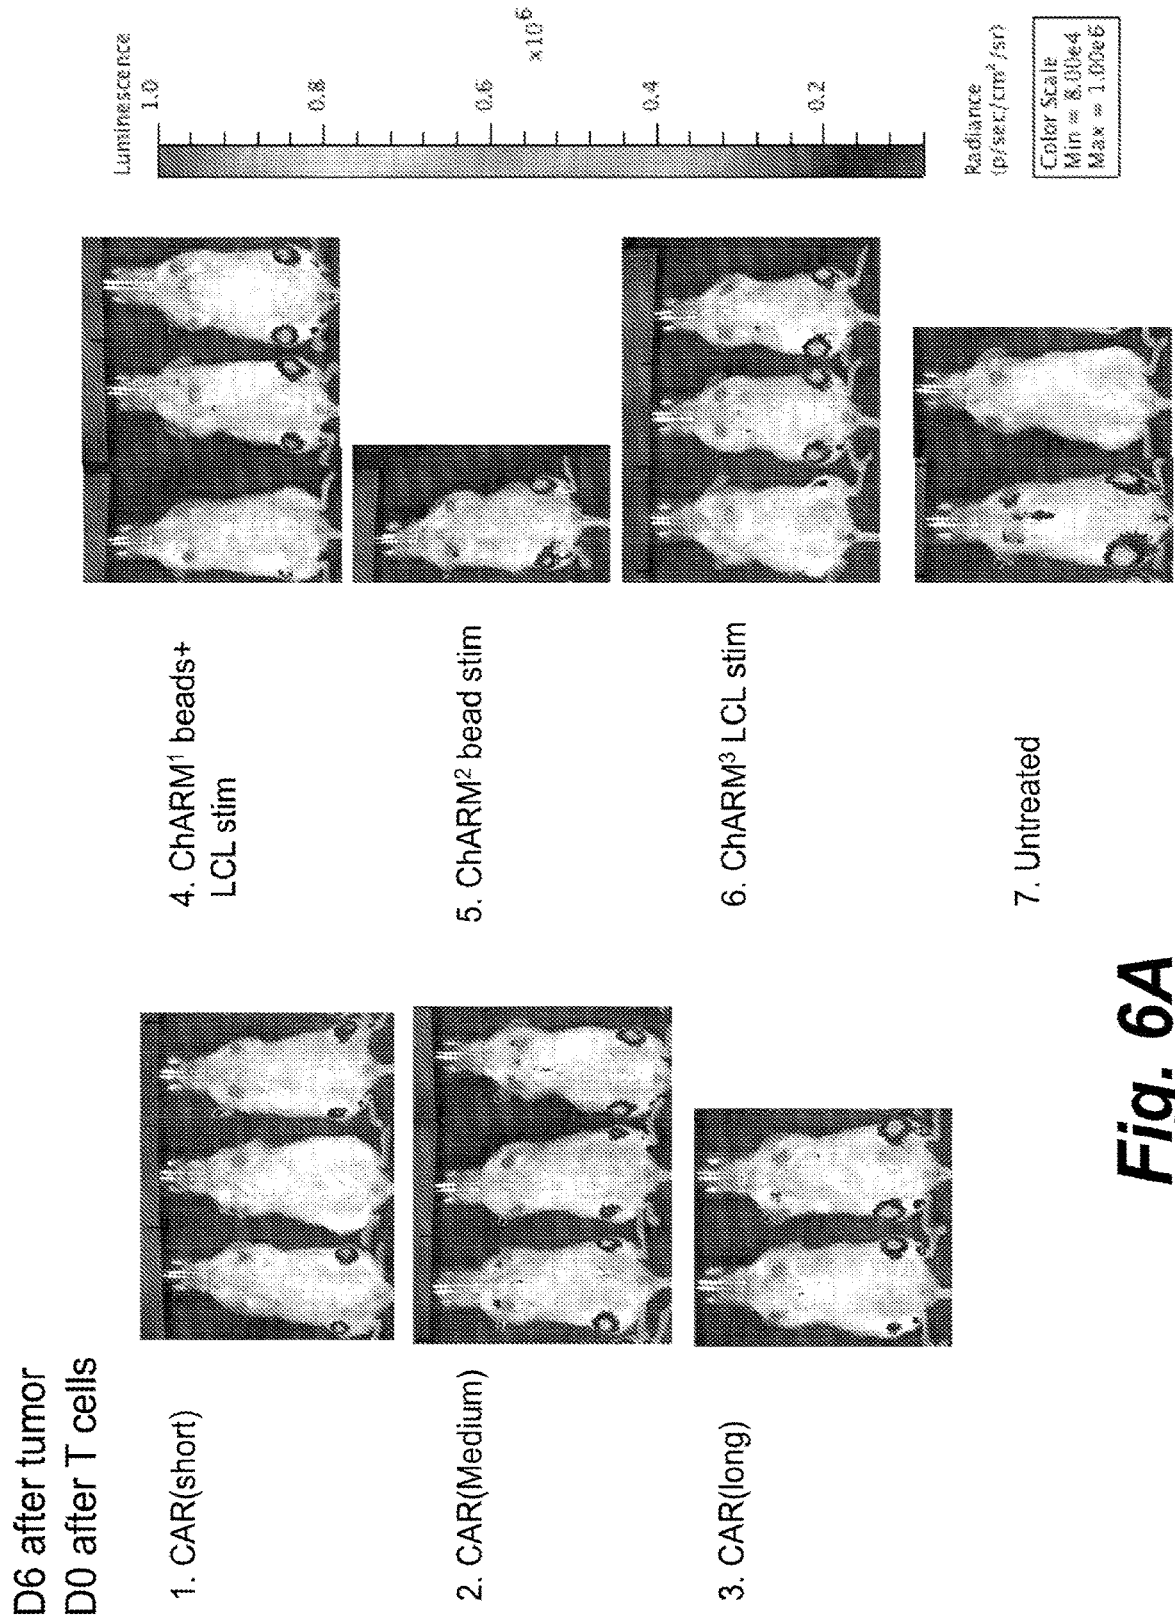 D6 after tumor
D0 after T cells
1. CAR(short)
2. CAR(Medium)
3. CAR(long)
4. ChARM¹ beads+
LCL stim
5. ChARM² bead stim
6. ChARM³ LCL stim
7. Untreated
Luminescence
1.0
0.8
0.6
x10⁶
0.4
0.2
Radiance
(p/sec/cm²/sr)
Color Scale
Min = 8.00e4
Max = 1.00e6
Fig. 6A